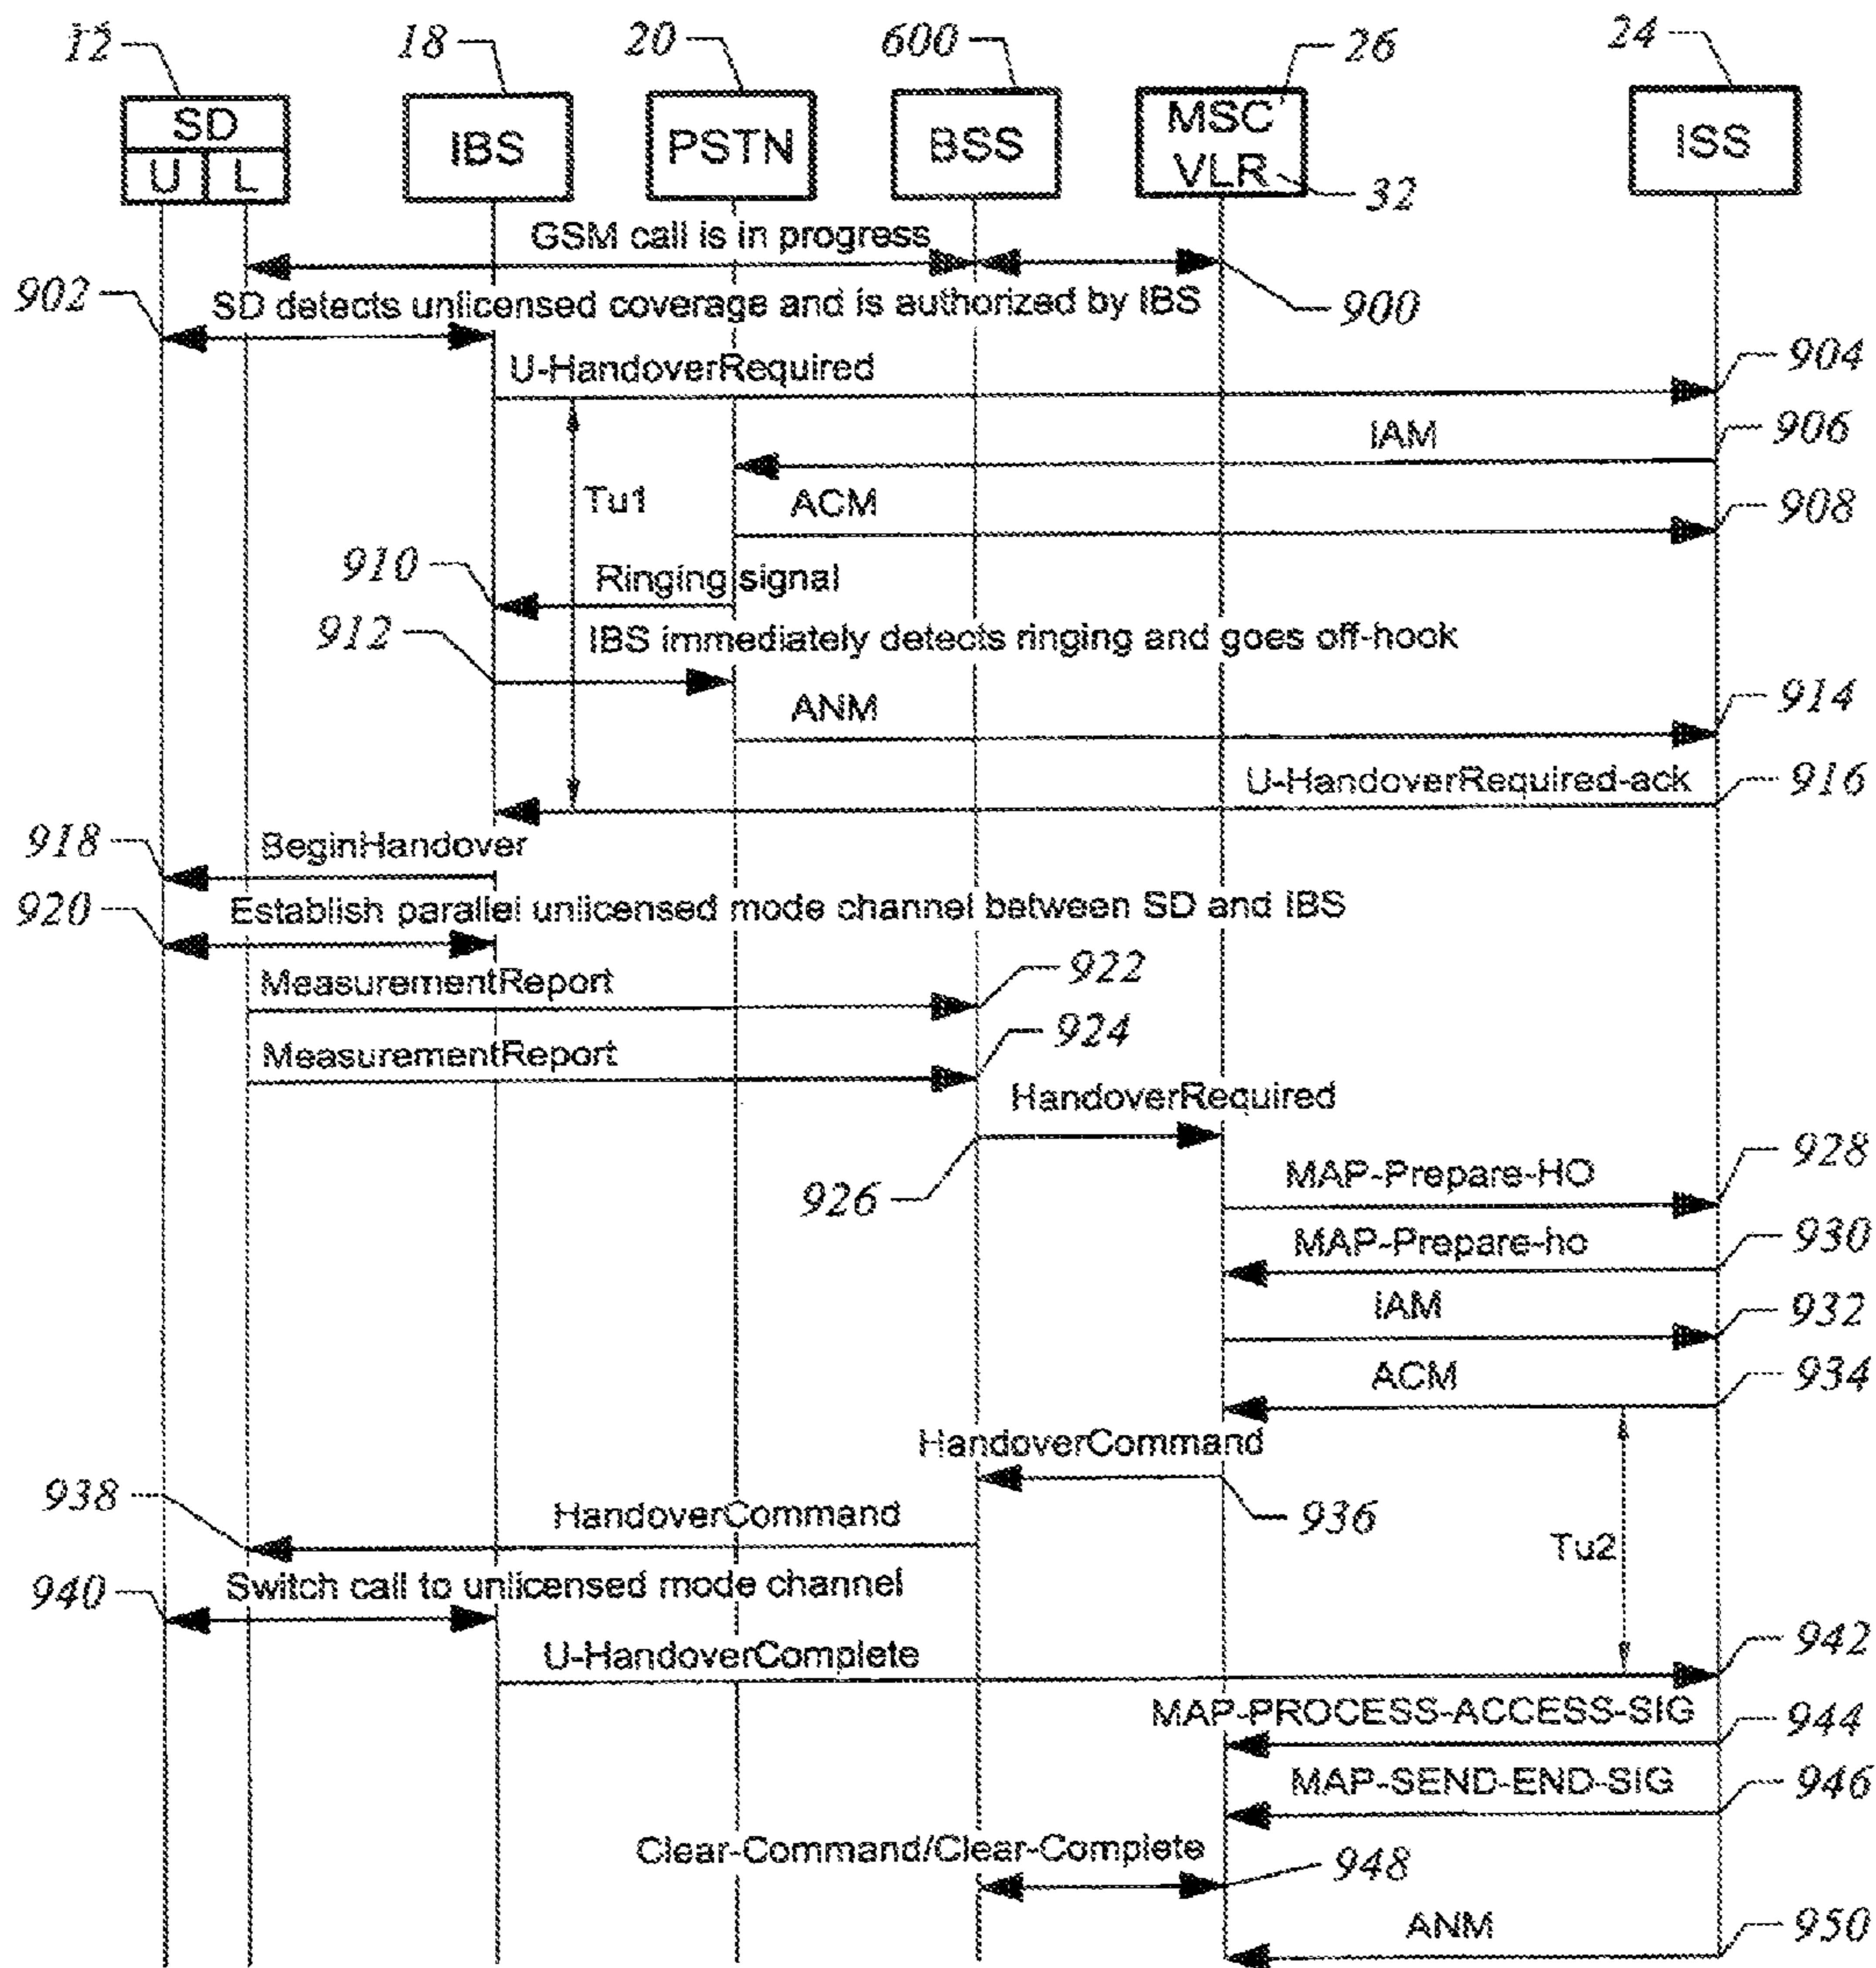 12 18 20 600 26 24
SD IBS PSTN BSS MSC ISS
U L VLR 32
GSM call is in progress
902 SD detects unlicensed coverage and is authorized by IBS 900
U-HandoverRequired 904
IAM 906
Tu1 ACM 908
910 Ringing signal
912 IBS immediately detects ringing and goes off-hook
ANM 914
U-HandoverRequired-ack 916
918 BeginHandover
920 Establish parallel unlicensed mode channel between SD and IBS
MeasurementReport 922
MeasurementReport 924
HandoverRequired
926 MAP-Prepare-HO 928
MAP-Prepare-ho 930
IAM 932
ACM 934
HandoverCommand
938 HandoverCommand 936
Tu2
940 Switch call to unlicensed mode channel
U-HandoverComplete 942
MAP-PROCESS-ACCESS-SIG 944
MAP-SEND-END-SIG 946
Clear-Command/Clear-Complete 948
ANM 950